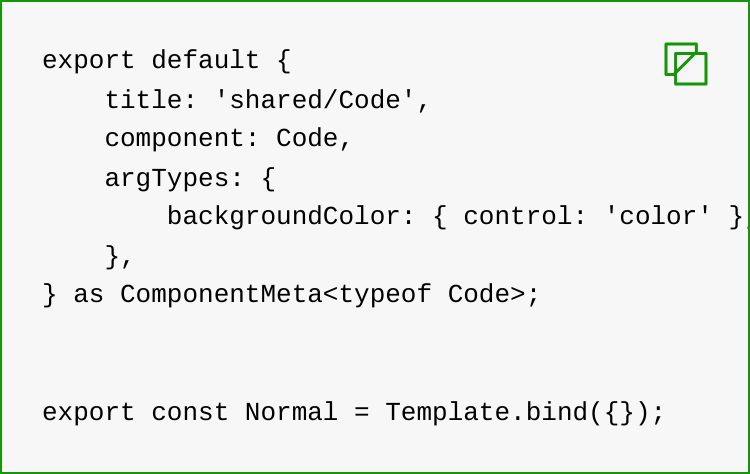 export default {
    title: 'shared/Code',
    component: Code,
    argTypes: {
        backgroundColor: { control: 'color' },
    },
} as ComponentMeta<typeof Code>;
export const Normal = Template.bind({});